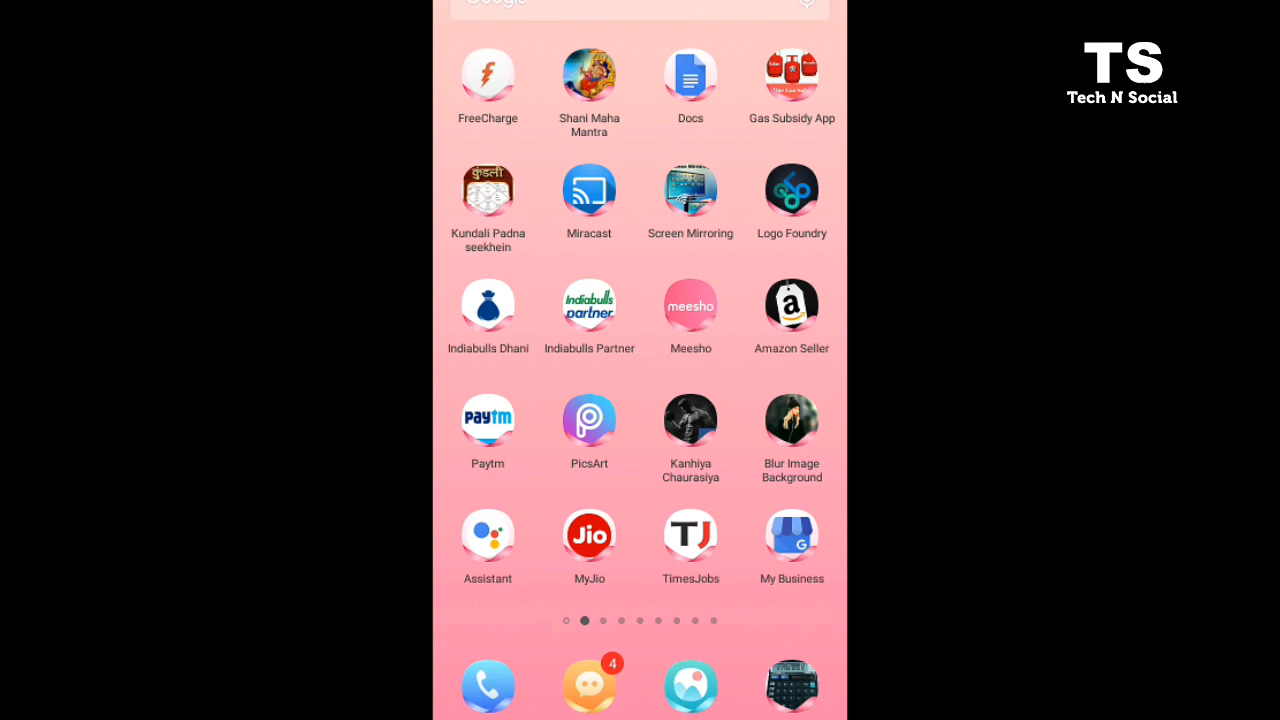 Google
TS
Tech N Social
FreeCharge
Shani Maha
Mantra
Docs
Gas Subsidy App
कुंडली
Kundali Padna
seekhein
Miracast
Screen Mirroring
Logo Foundry
Indiabulls
partner
meesho
a
Indiabulls Dhani
Indiabulls Partner
Meesho
Amazon Seller
paytm
Paytm
PicsArt
Kanhiya
Chaurasiya
Blur Image
Background
Jio
TJ
G
Assistant
MyJio
TimesJobs
My Business
4